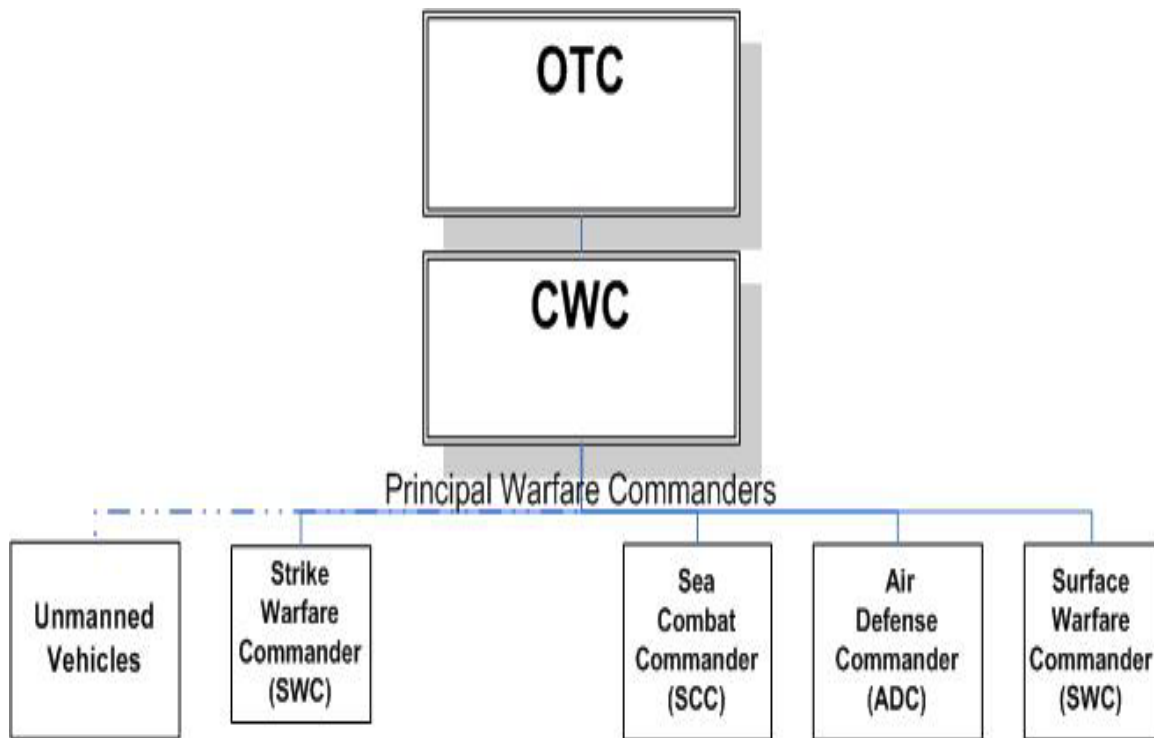 OTC
CWC
Principal Warfare Commanders
Unmanned
Vehicles
Strike
Warfare
Commander
(SWC)
Sea
Combat
Commander
(SCC)
Air
Defense
Commander
(ADC)
Surface
Warfare
Commander
(SWC)